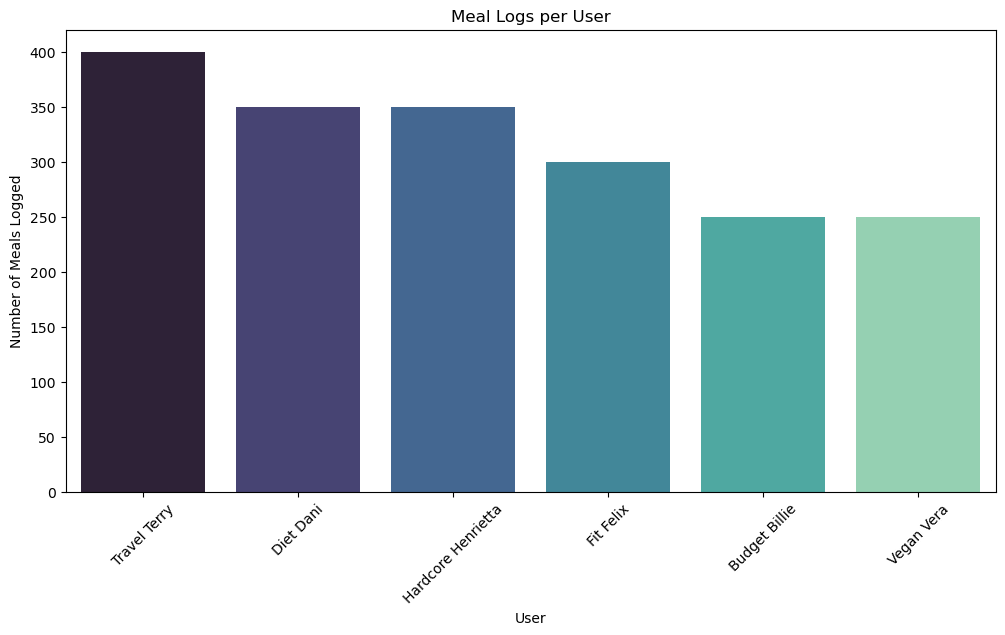 Meal Logs per User
Number of Meals Logged
400
350
300
250
200
150
100
50
0
Travel Terry
Diet Dani
Hardcore Henrietta
Fit Felix
Budget Billie
Vegan Vera
User